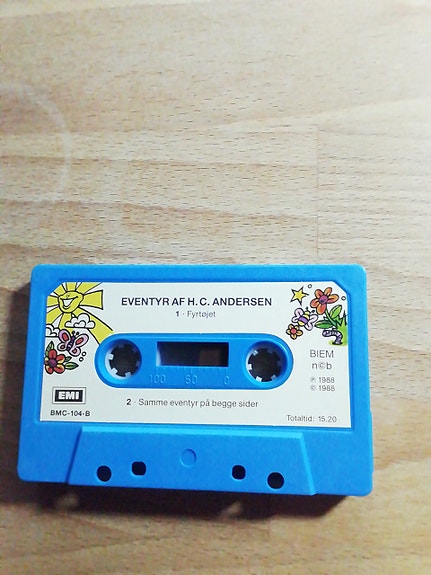 EVENTYR AF H.C. ANDERSEN
1 · Fyrtøjet
BIEM
n©b
℗ 1988
© 1988
100 50 0
EMI
BMC-104-B
2 · Samme eventyr på begge sider
Totaltid: 15.20